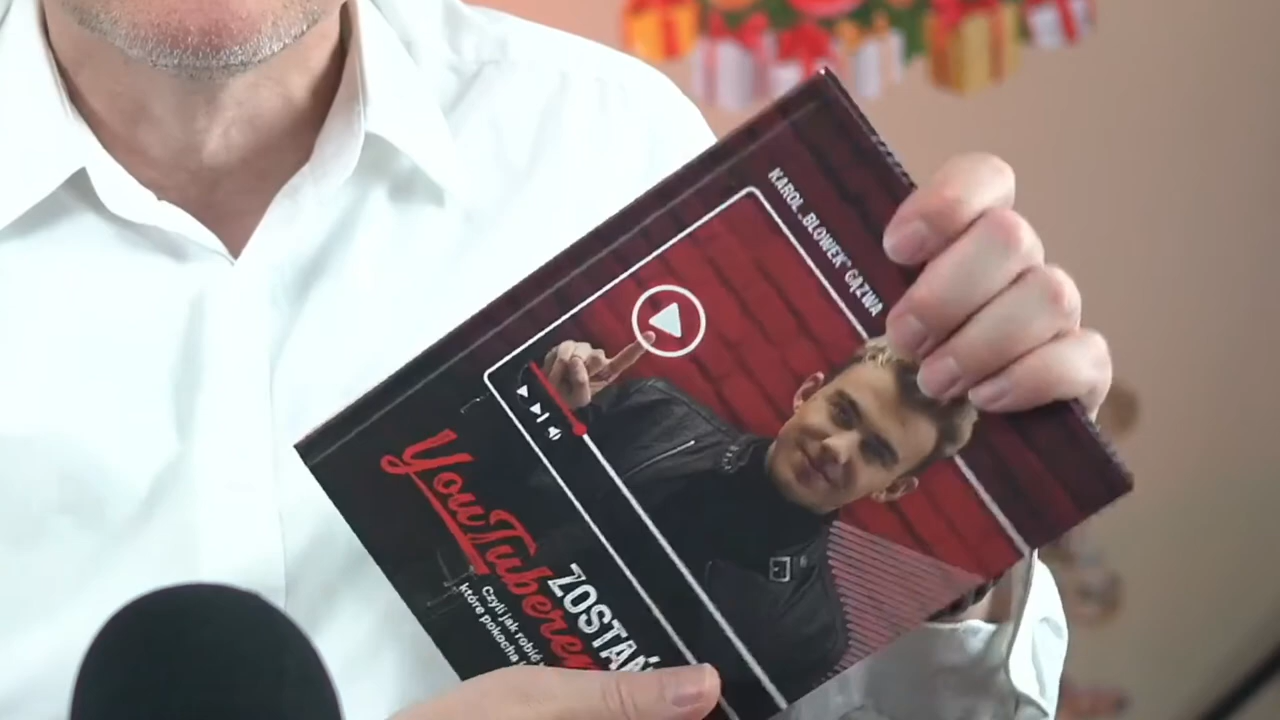 KAROL „BLOWEK” GĄZWA
ZOSTAŃ
YouTuberem
Czyli jak robić
które pokocha